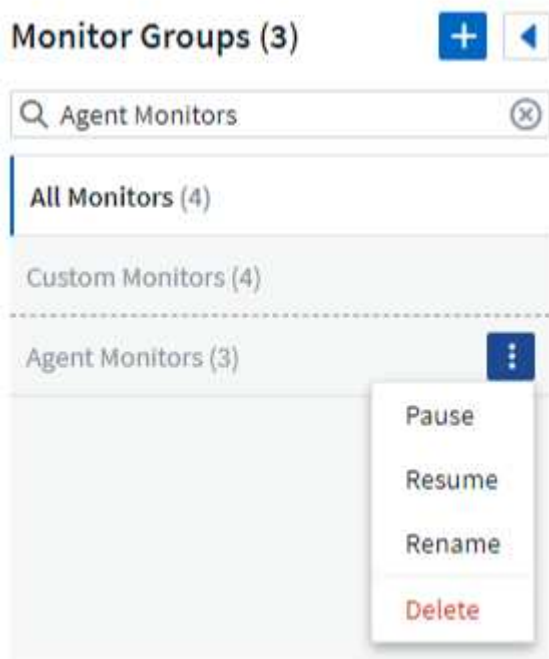 Monitor Groups (3)
Agent Monitors
All Monitors (4)
Custom Monitors (4)
Agent Monitors (3)
Pause
Resume
Rename
Delete